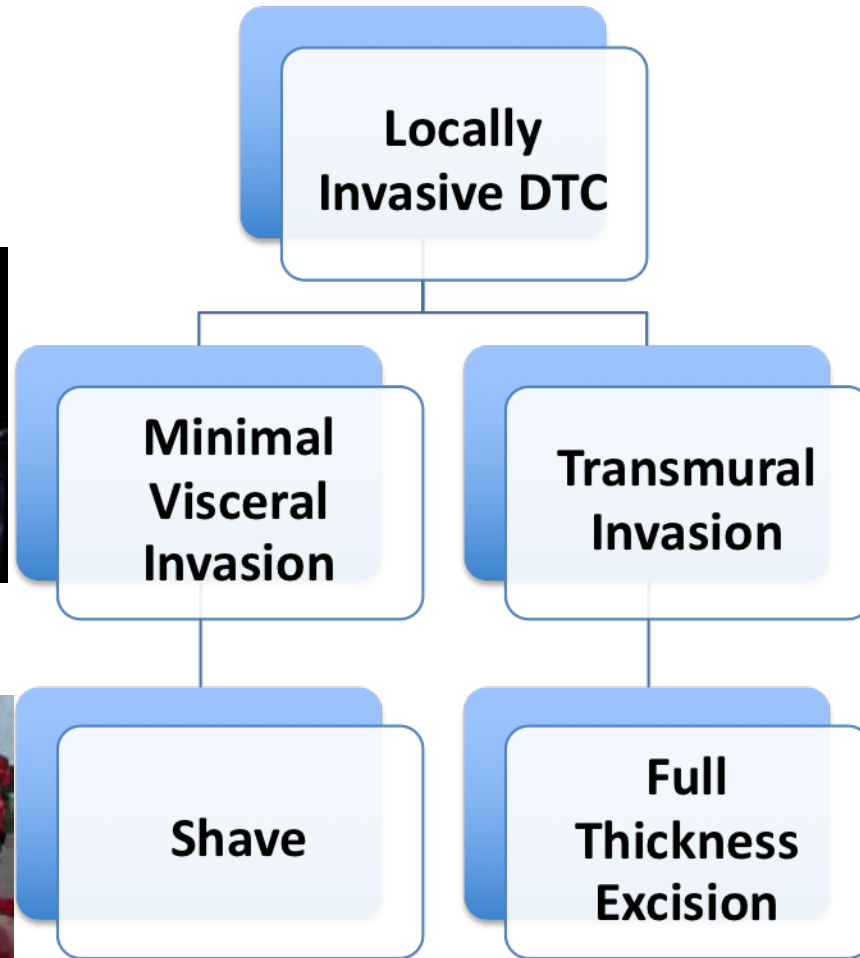 Locally
Invasive DTC
Minimal
Visceral
Invasion
Transmural
Invasion
Shave
Full
Thickness
Excision